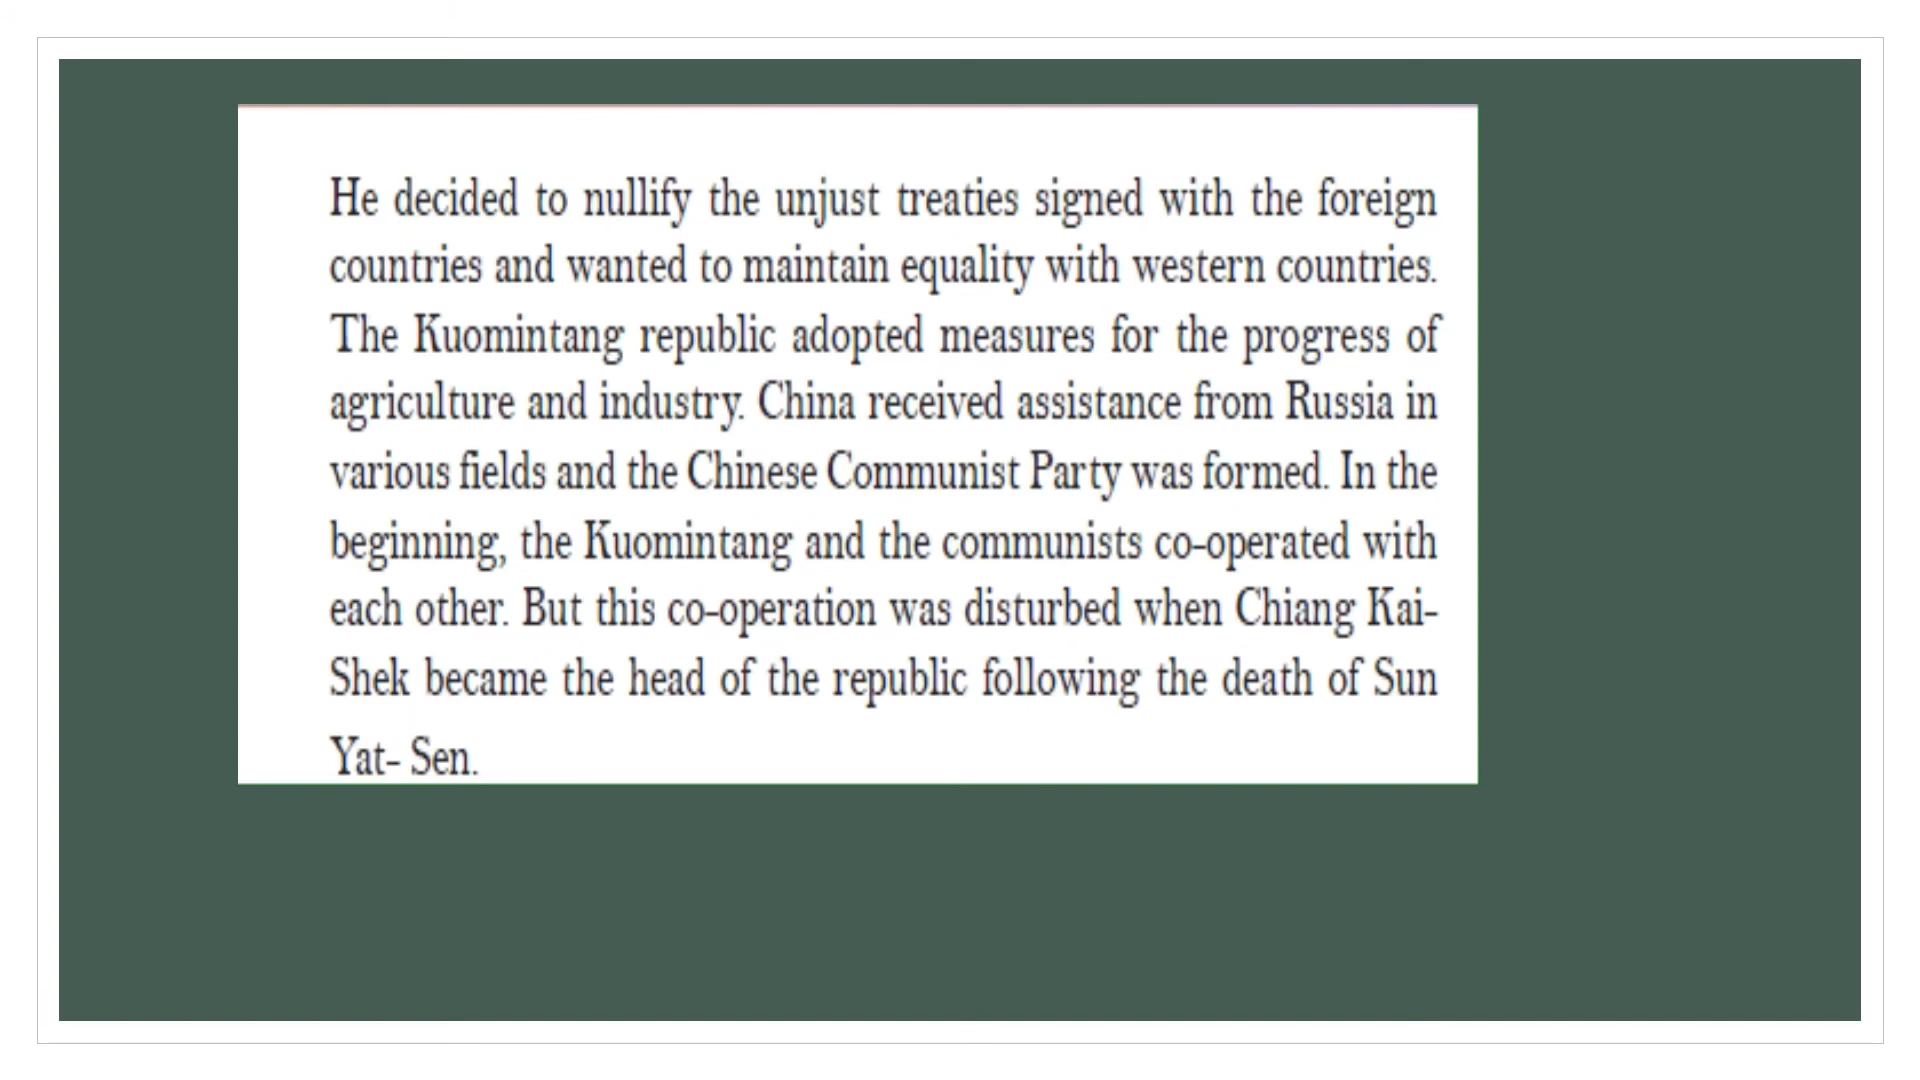 He decided to nullify the unjust treaties signed with the foreign
countries and wanted to maintain equality with western countries.
The Kuomintang republic adopted measures for the progress of
agriculture and industry. China received assistance from Russia in
various fields and the Chinese Communist Party was formed. In the
beginning, the Kuomintang and the communists co-operated with
each other. But this co-operation was disturbed when Chiang Kai-
Shek became the head of the republic following the death of Sun
Yat- Sen.